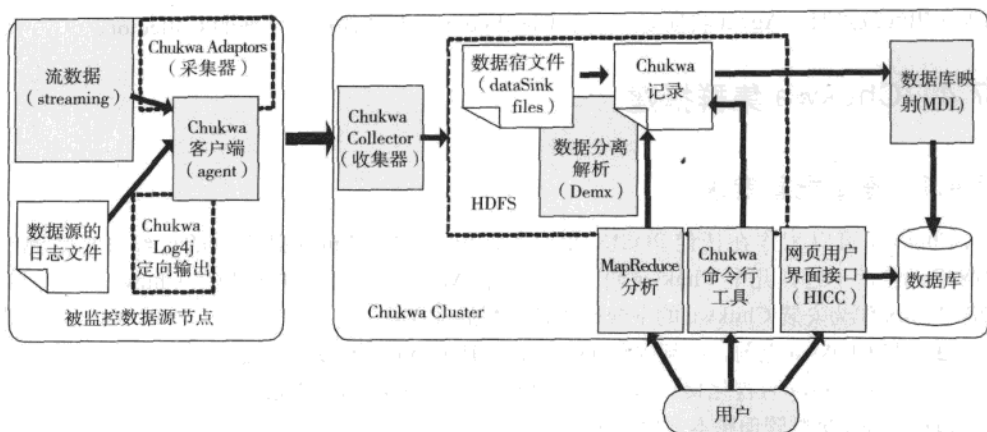 流数据
(streaming)
Chukwa Adaptors
(采集器)
Chukwa
客户端
(agent)
数据源的
日志文件
Chukwa
Log4j
定向输出
被监控数据源节点
Chukwa
Collector
(收集器)
数据宿文件
(dataSink
files)
Chukwa
记录
数据分离
解析
(Demx)
HDFS
数据库映
射(MDL)
MapReduce
分析
Chukwa
命令行
工具
网页用户
界面接口
(HICC)
数据库
Chukwa Cluster
用户